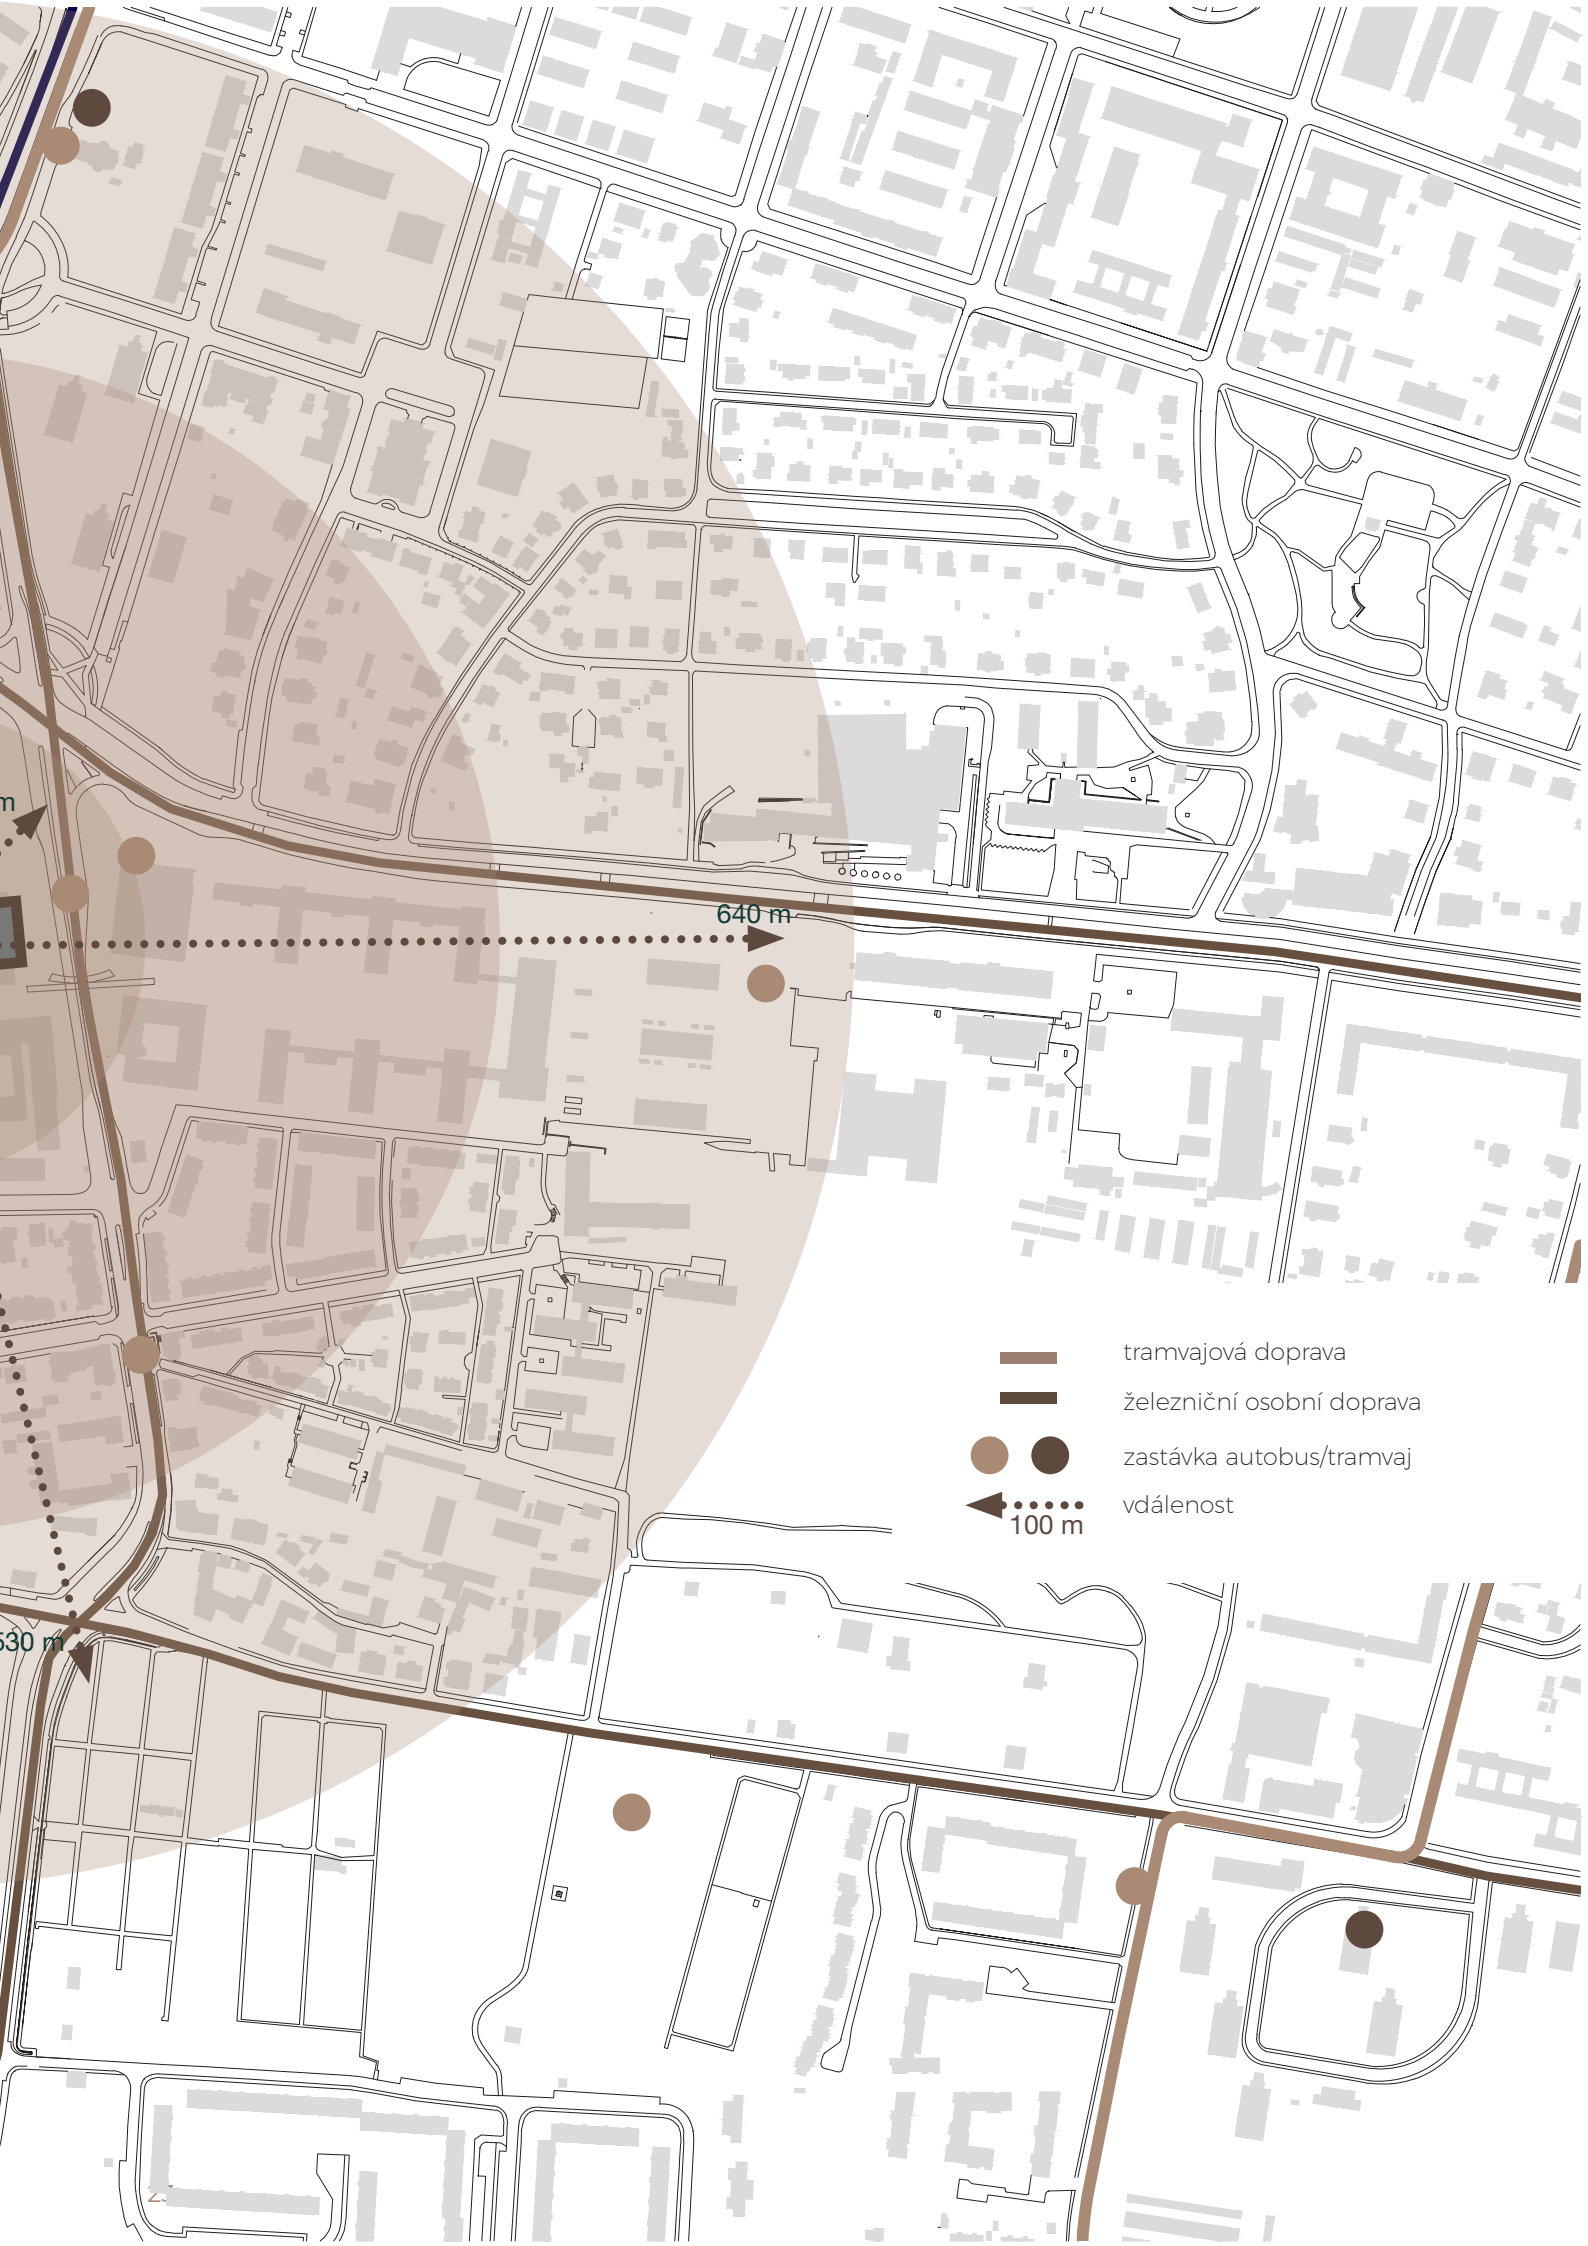 m
640 m
tramvajová doprava
železniční osobní doprava
zastávka autobus/tramvaj
vdálenost
100 m
530 m